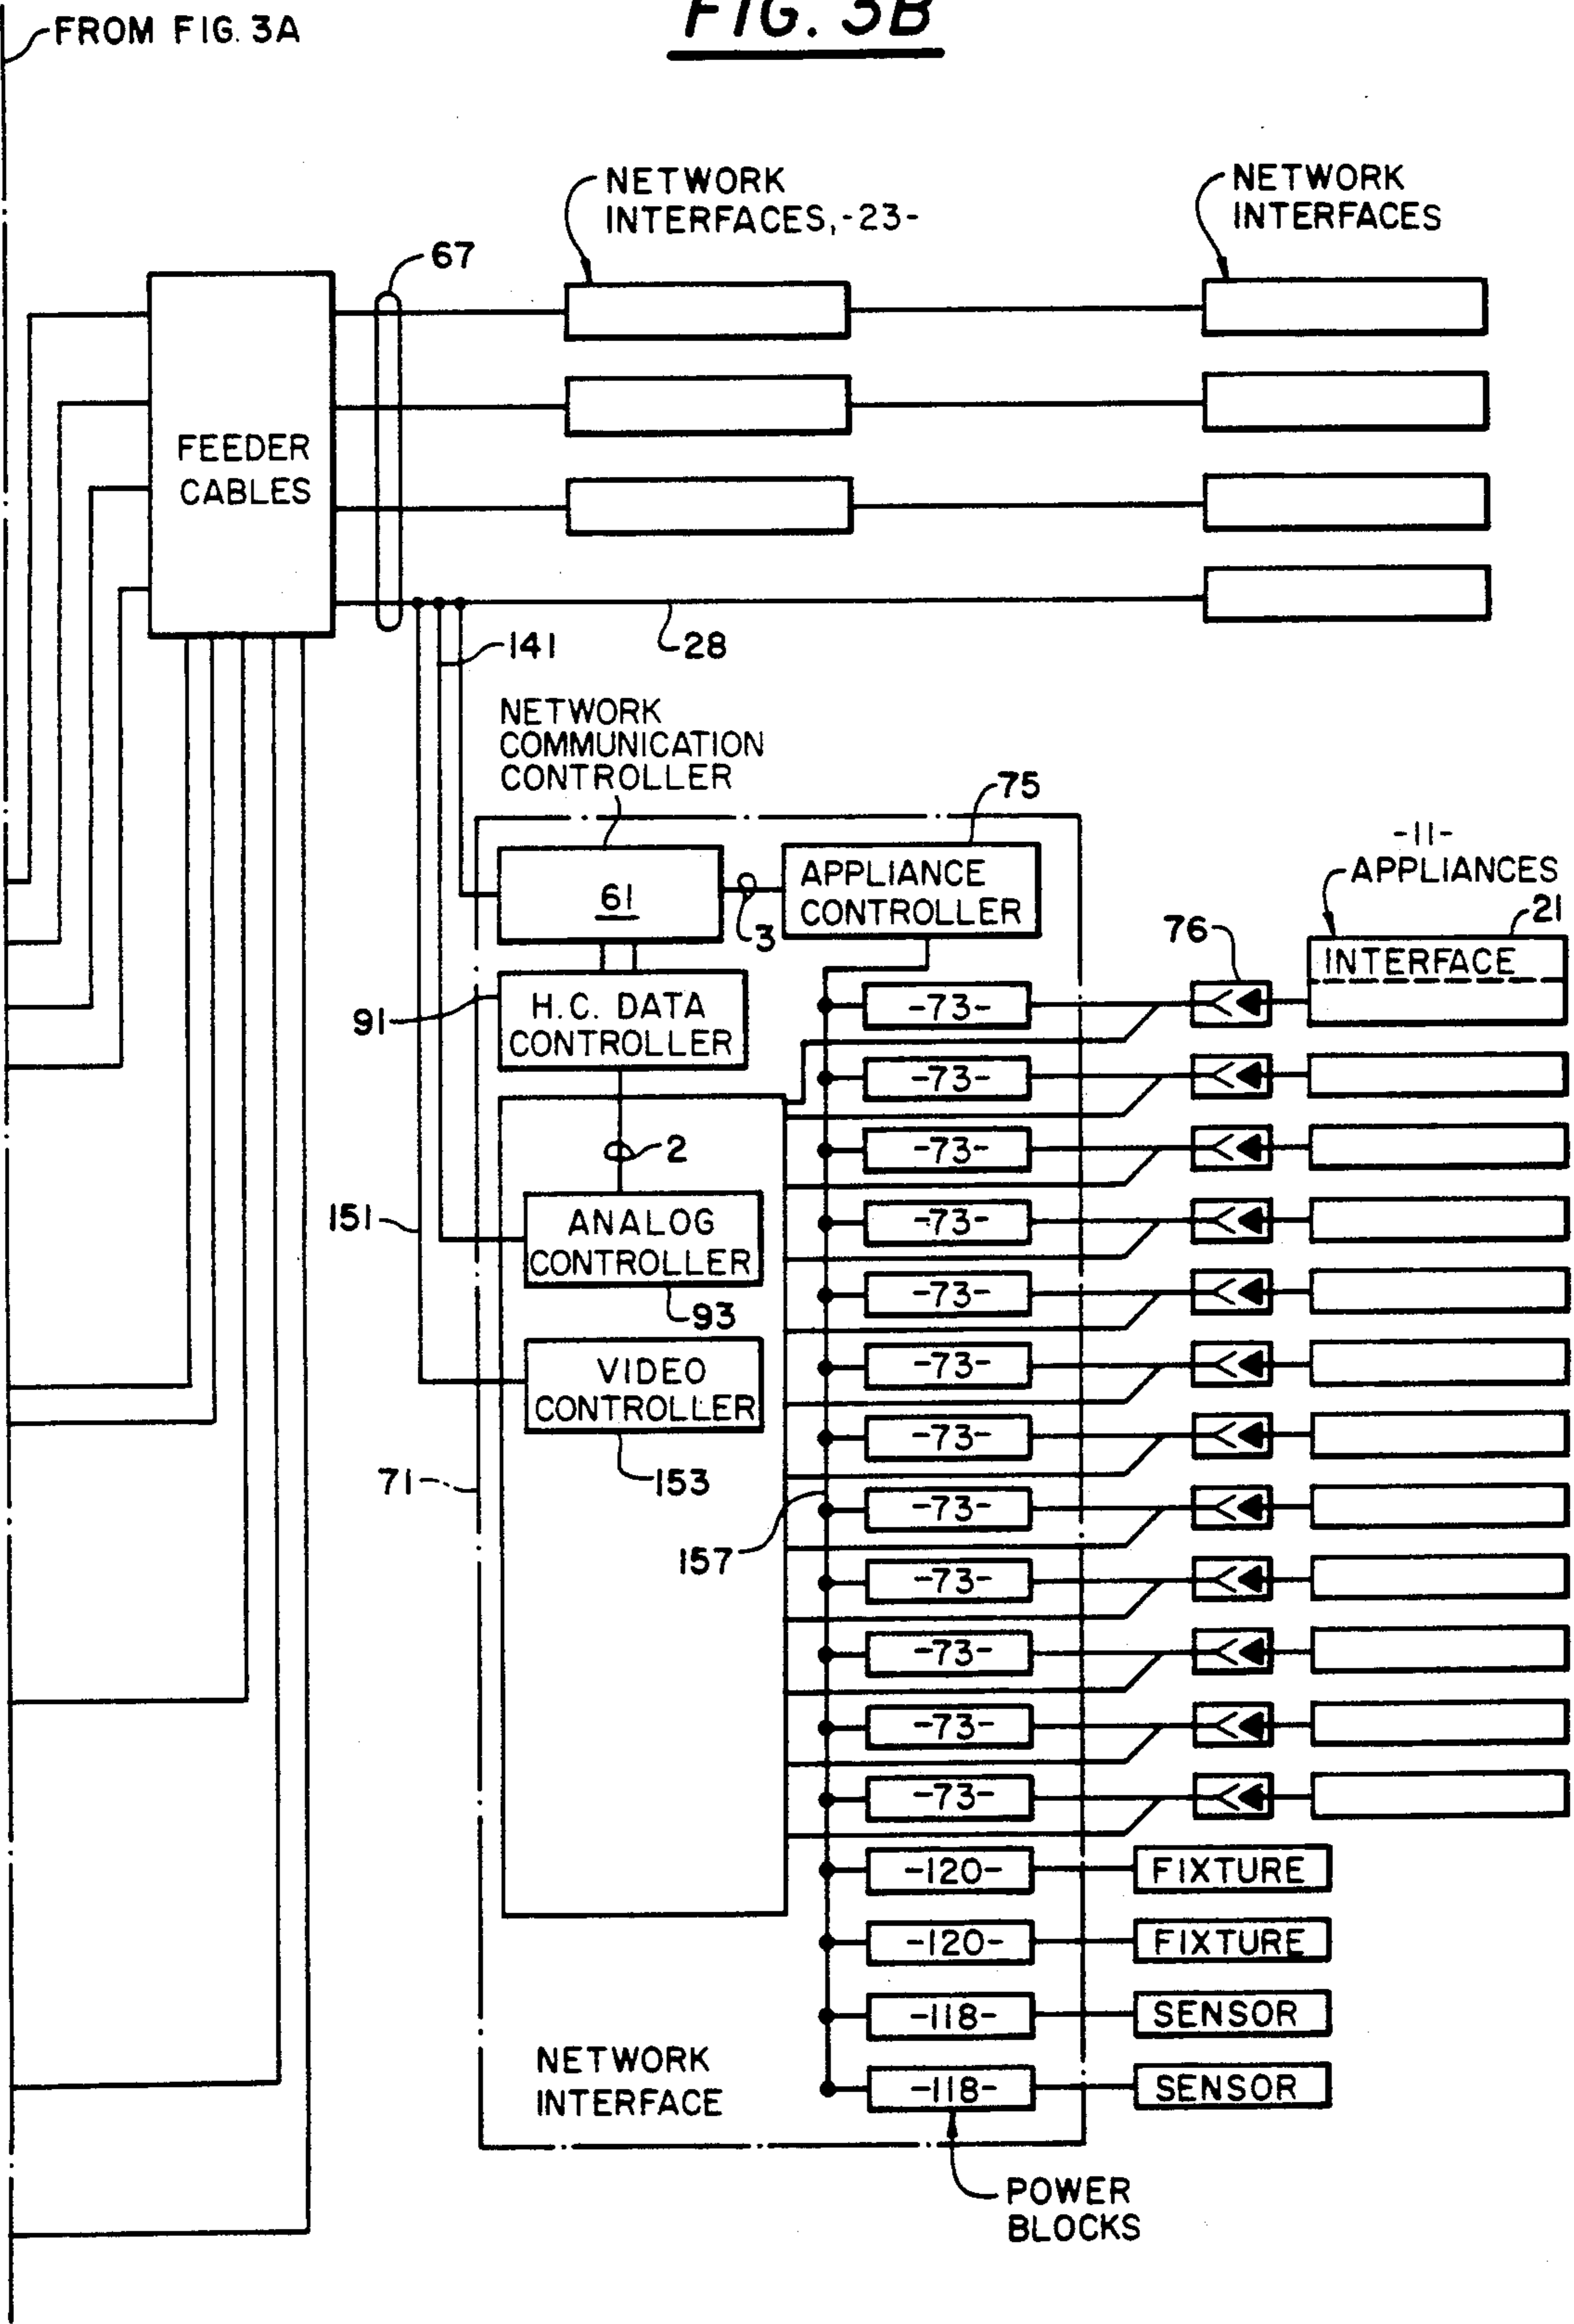 FIG. 3B
FROM FIG. 3A
NETWORK
INTERFACES,-23-
NETWORK
INTERFACES
67
FEEDER
CABLES
141
28
NETWORK
COMMUNICATION
CONTROLLER
75
61
3
APPLIANCE
CONTROLLER
-11-
APPLIANCES
21
76
INTERFACE
91
H.C. DATA
CONTROLLER
-73-
-73-
-73-
-73-
-73-
-73-
-73-
-73-
-73-
-73-
-73-
-73-
2
151
ANALOG
CONTROLLER
93
VIDEO
CONTROLLER
153
71
157
-120-
FIXTURE
-120-
FIXTURE
-118-
SENSOR
-118-
SENSOR
NETWORK
INTERFACE
POWER
BLOCKS